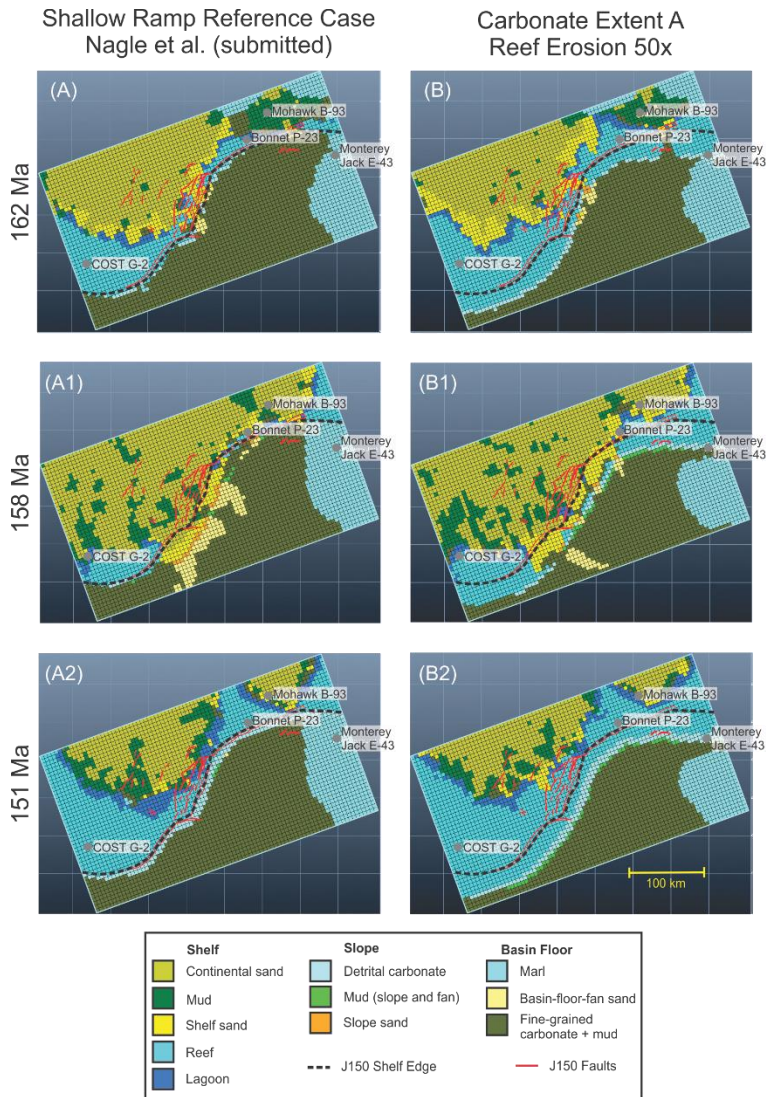 Shallow Ramp Reference Case
Nagle et al. (submitted)
Carbonate Extent A
Reef Erosion 50x
162 Ma
(A)
Mohawk B-93
Bonnet P-23
Monterey
Jack E-43
COST G-2
(B)
Mohawk B-93
Bonnet P-23
Monterey
Jack E-43
COST G-2
158 Ma
(A1)
Mohawk B-93
Bonnet P-23
Monterey
Jack E-43
COST G-2
(B1)
Mohawk B-93
Bonnet P-23
Monterey
Jack E-43
COST G-2
151 Ma
(A2)
Mohawk B-93
Bonnet P-23
Monterey
Jack E-43
COST G-2
(B2)
Mohawk B-93
Bonnet P-23
Monterey
Jack E-43
COST G-2
100 km
Shelf
Continental sand
Mud
Shelf sand
Reef
Lagoon
Slope
Detrital carbonate
Mud (slope and fan)
Slope sand
Basin Floor
Marl
Basin-floor-fan sand
Fine-grained
carbonate + mud
J150 Shelf Edge
J150 Faults